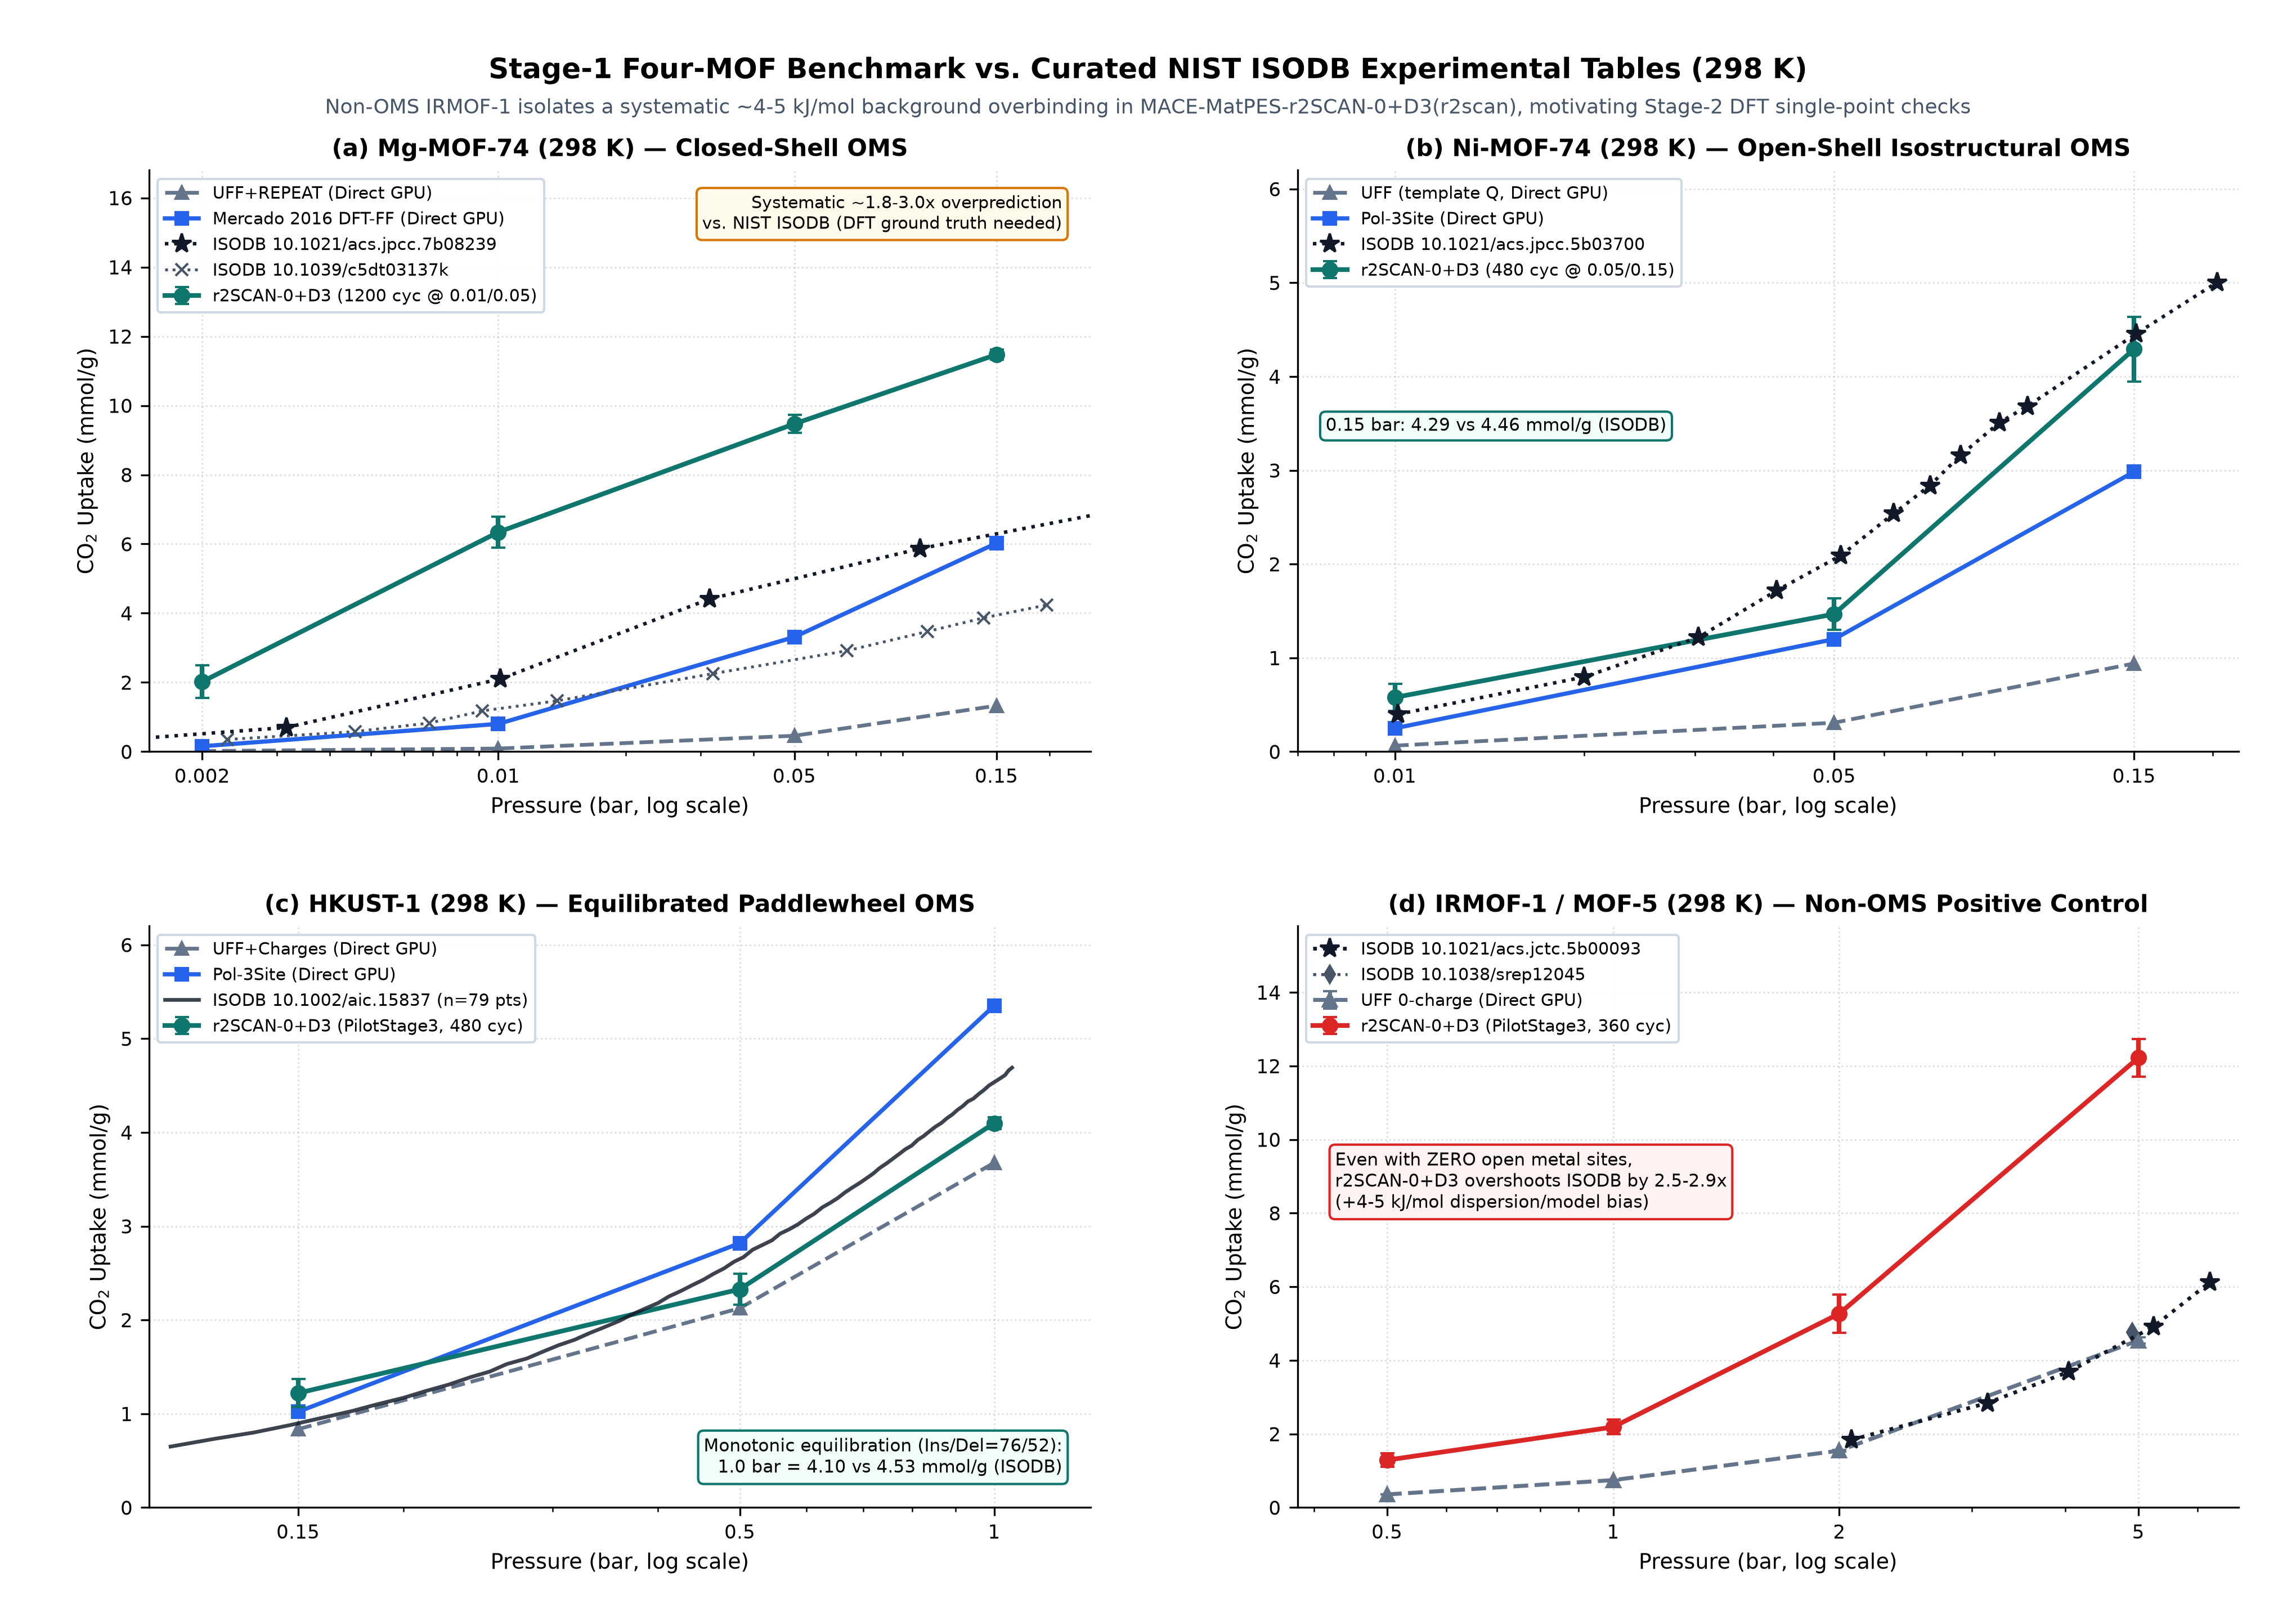 Stage-1 Four-MOF Benchmark vs. Curated NIST ISODB Experimental Tables (298 K)
Non-OMS IRMOF-1 isolates a systematic ~4-5 kJ/mol background overbinding in MACE-MatPES-r2SCAN-0+D3(r2scan), motivating Stage-2 DFT single-point checks
(a) Mg-MOF-74 (298 K) — Closed-Shell OMS
UFF+REPEAT (Direct GPU)
Mercado 2016 DFT-FF (Direct GPU)
ISODB 10.1021/acs.jpcc.7b08239
ISODB 10.1039/c5dt03137k
r2SCAN-0+D3 (1200 cyc @ 0.01/0.05)
Systematic ~1.8-3.0x overprediction
vs. NIST ISODB (DFT ground truth needed)
CO₂ Uptake (mmol/g)
16
14
12
10
8
6
4
2
0
0.002
0.01
0.05
0.15
Pressure (bar, log scale)
(b) Ni-MOF-74 (298 K) — Open-Shell Isostructural OMS
UFF (template Q, Direct GPU)
Pol-3Site (Direct GPU)
ISODB 10.1021/acs.jpcc.5b03700
r2SCAN-0+D3 (480 cyc @ 0.05/0.15)
0.15 bar: 4.29 vs 4.46 mmol/g (ISODB)
CO₂ Uptake (mmol/g)
6
5
4
3
2
1
0
0.01
0.05
0.15
Pressure (bar, log scale)
(c) HKUST-1 (298 K) — Equilibrated Paddlewheel OMS
UFF+Charges (Direct GPU)
Pol-3Site (Direct GPU)
ISODB 10.1002/aic.15837 (n=79 pts)
r2SCAN-0+D3 (PilotStage3, 480 cyc)
Monotonic equilibration (Ins/Del=76/52):
1.0 bar = 4.10 vs 4.53 mmol/g (ISODB)
CO₂ Uptake (mmol/g)
6
5
4
3
2
1
0
0.15
0.5
1
Pressure (bar, log scale)
(d) IRMOF-1 / MOF-5 (298 K) — Non-OMS Positive Control
ISODB 10.1021/acs.jctc.5b00093
ISODB 10.1038/srep12045
UFF 0-charge (Direct GPU)
r2SCAN-0+D3 (PilotStage3, 360 cyc)
Even with ZERO open metal sites,
r2SCAN-0+D3 overshoots ISODB by 2.5-2.9x
(+4-5 kJ/mol dispersion/model bias)
CO₂ Uptake (mmol/g)
14
12
10
8
6
4
2
0
0.5
1
2
5
Pressure (bar, log scale)